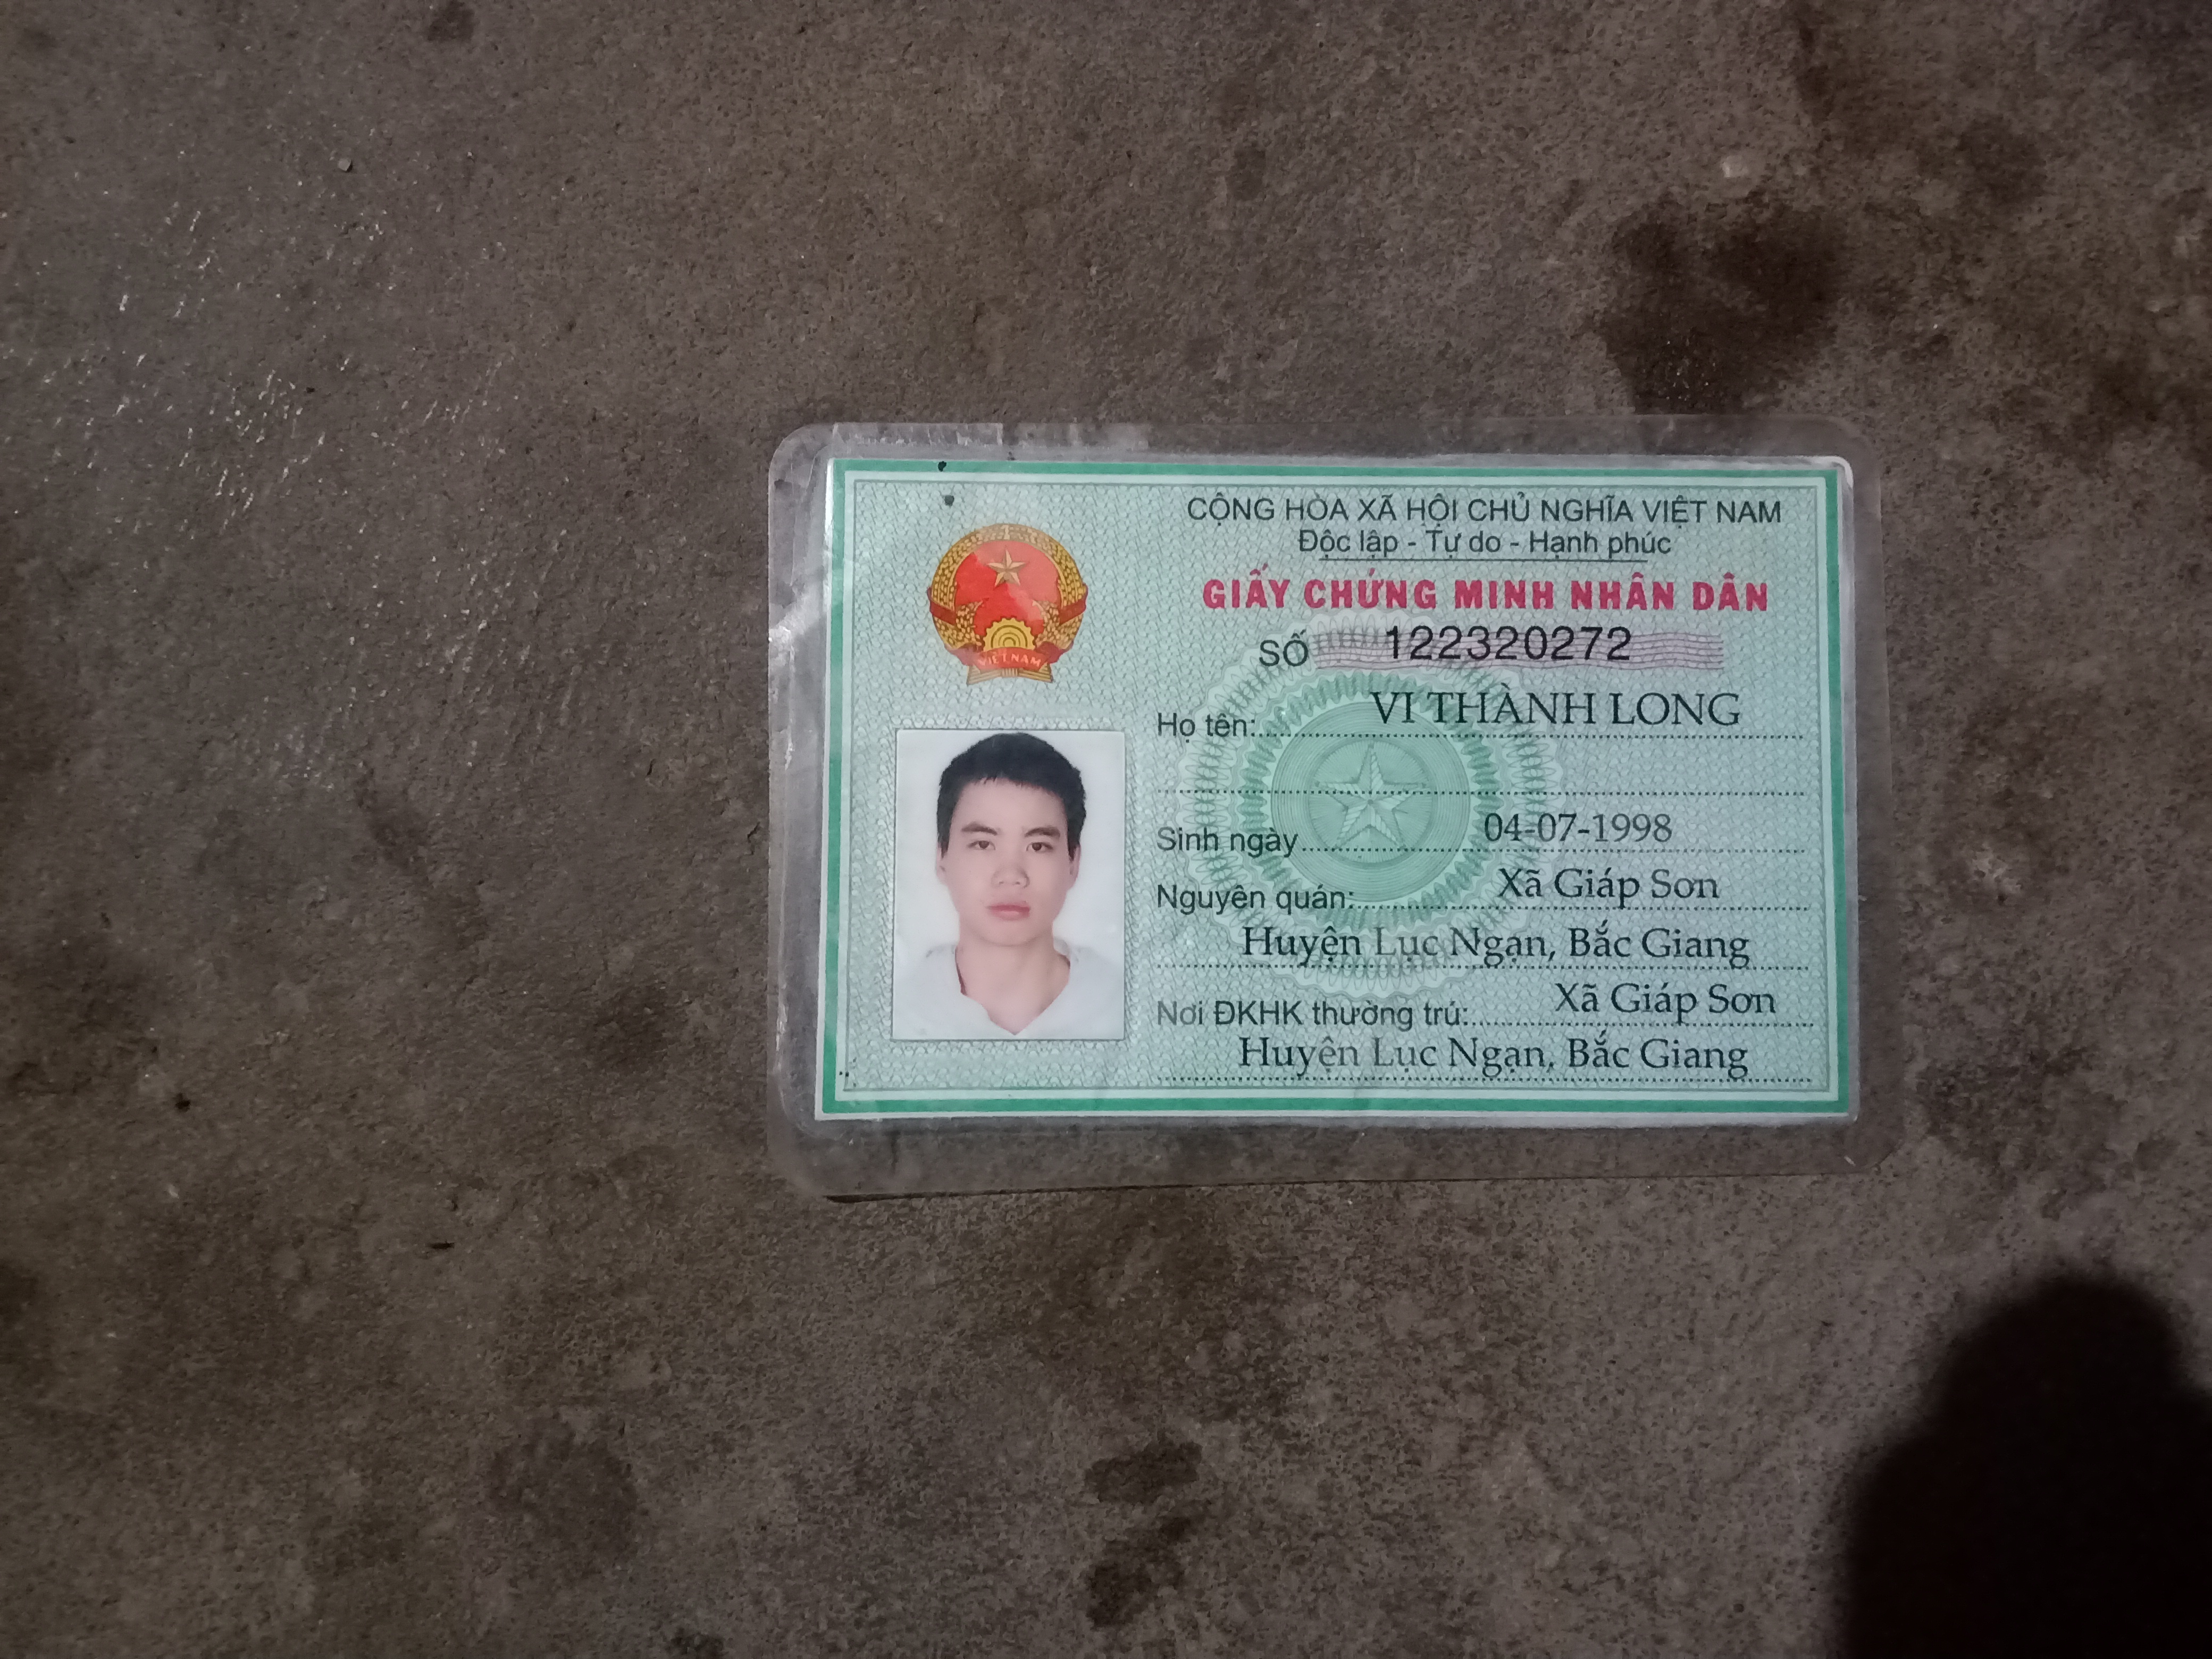 CỘNG HÒA XÃ HỘI CHỦ NGHĨA VIỆT NAM
Độc lập - Tự do - Hạnh phúc
GIẤY CHỨNG MINH NHÂN DÂN
SỐ 122320272
VIỆT NAM
Họ tên: VI THÀNH LONG
Sinh ngày 04-07-1998
Nguyên quán: Xã Giáp Sơn
Huyện Lục Ngạn, Bắc Giang
Nơi ĐKHK thường trú: Xã Giáp Sơn
Huyện Lục Ngạn, Bắc Giang